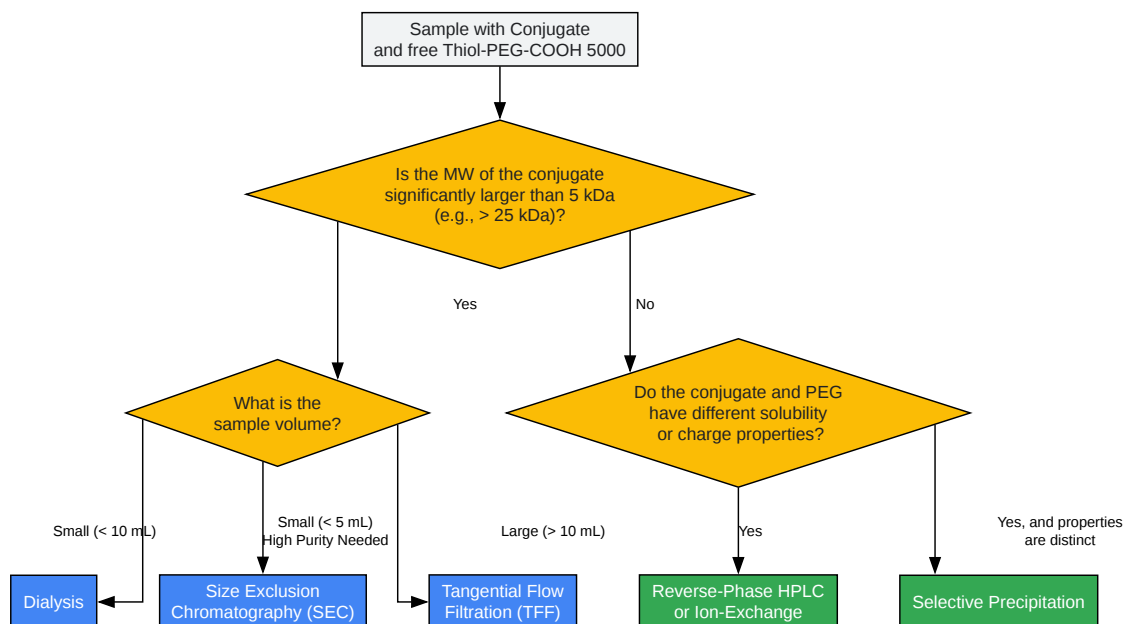 Sample with Conjugate
and free Thiol-PEG-COOH 5000
Is the MW of the conjugate
significantly larger than 5 kDa
(e.g., > 25 kDa)?
Yes
No
What is the
sample volume?
Do the conjugate and PEG
have different solubility
or charge properties?
Small (< 10 mL)
Small (< 5 mL)
High Purity Needed
Large (> 10 mL)
Yes
Yes, and properties
are distinct
Dialysis
Size Exclusion
Chromatography (SEC)
Tangential Flow
Filtration (TFF)
Reverse-Phase HPLC
or Ion-Exchange
Selective Precipitation